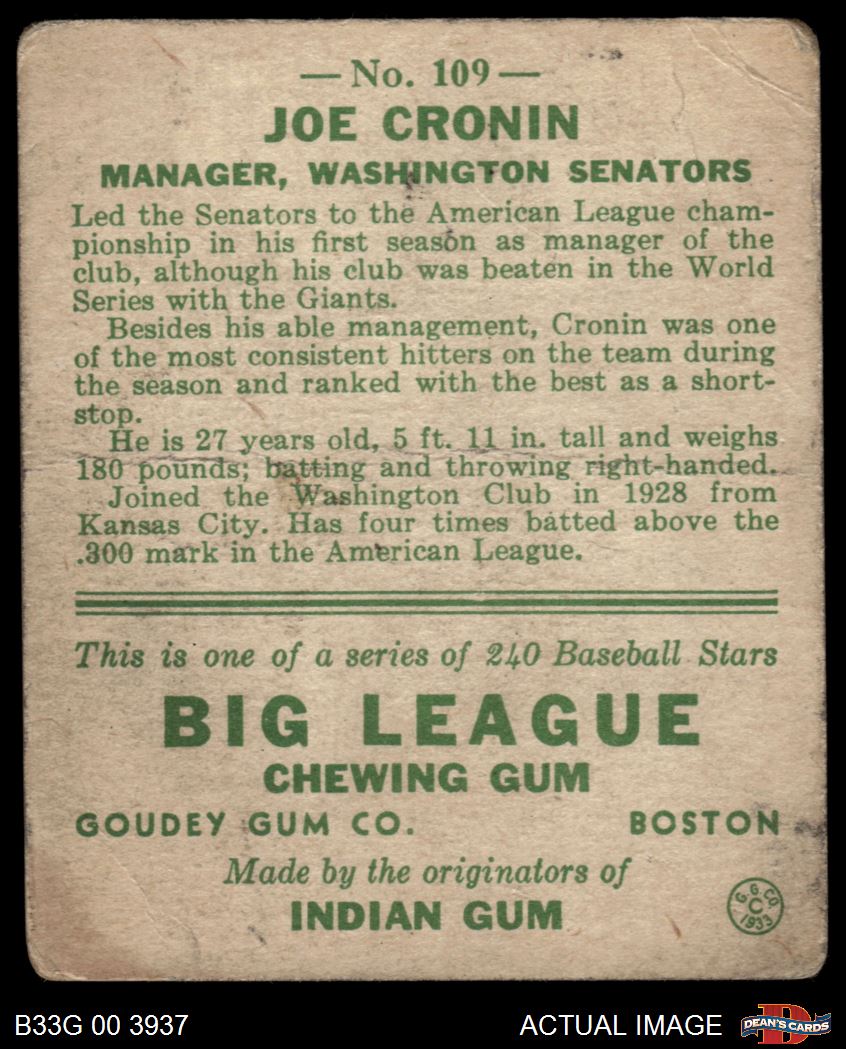 — No. 109 —
JOE CRONIN
MANAGER, WASHINGTON SENATORS
Led the Senators to the American League cham-
pionship in his first season as manager of the
club, although his club was beaten in the World
Series with the Giants.
Besides his able management, Cronin was one
of the most consistent hitters on the team during
the season and ranked with the best as a short-
stop.
He is 27 years old, 5 ft. 11 in. tall and weighs
180 pounds; batting and throwing right-handed.
Joined the Washington Club in 1928 from
Kansas City. Has four times batted above the
.300 mark in the American League.
This is one of a series of 240 Baseball Stars
BIG LEAGUE
CHEWING GUM
GOUDEY GUM CO. BOSTON
Made by the originators of
INDIAN GUM
G. G. CO.
C
1933
B33G 00 3937
ACTUAL IMAGE
D
DEAN'S CARDS